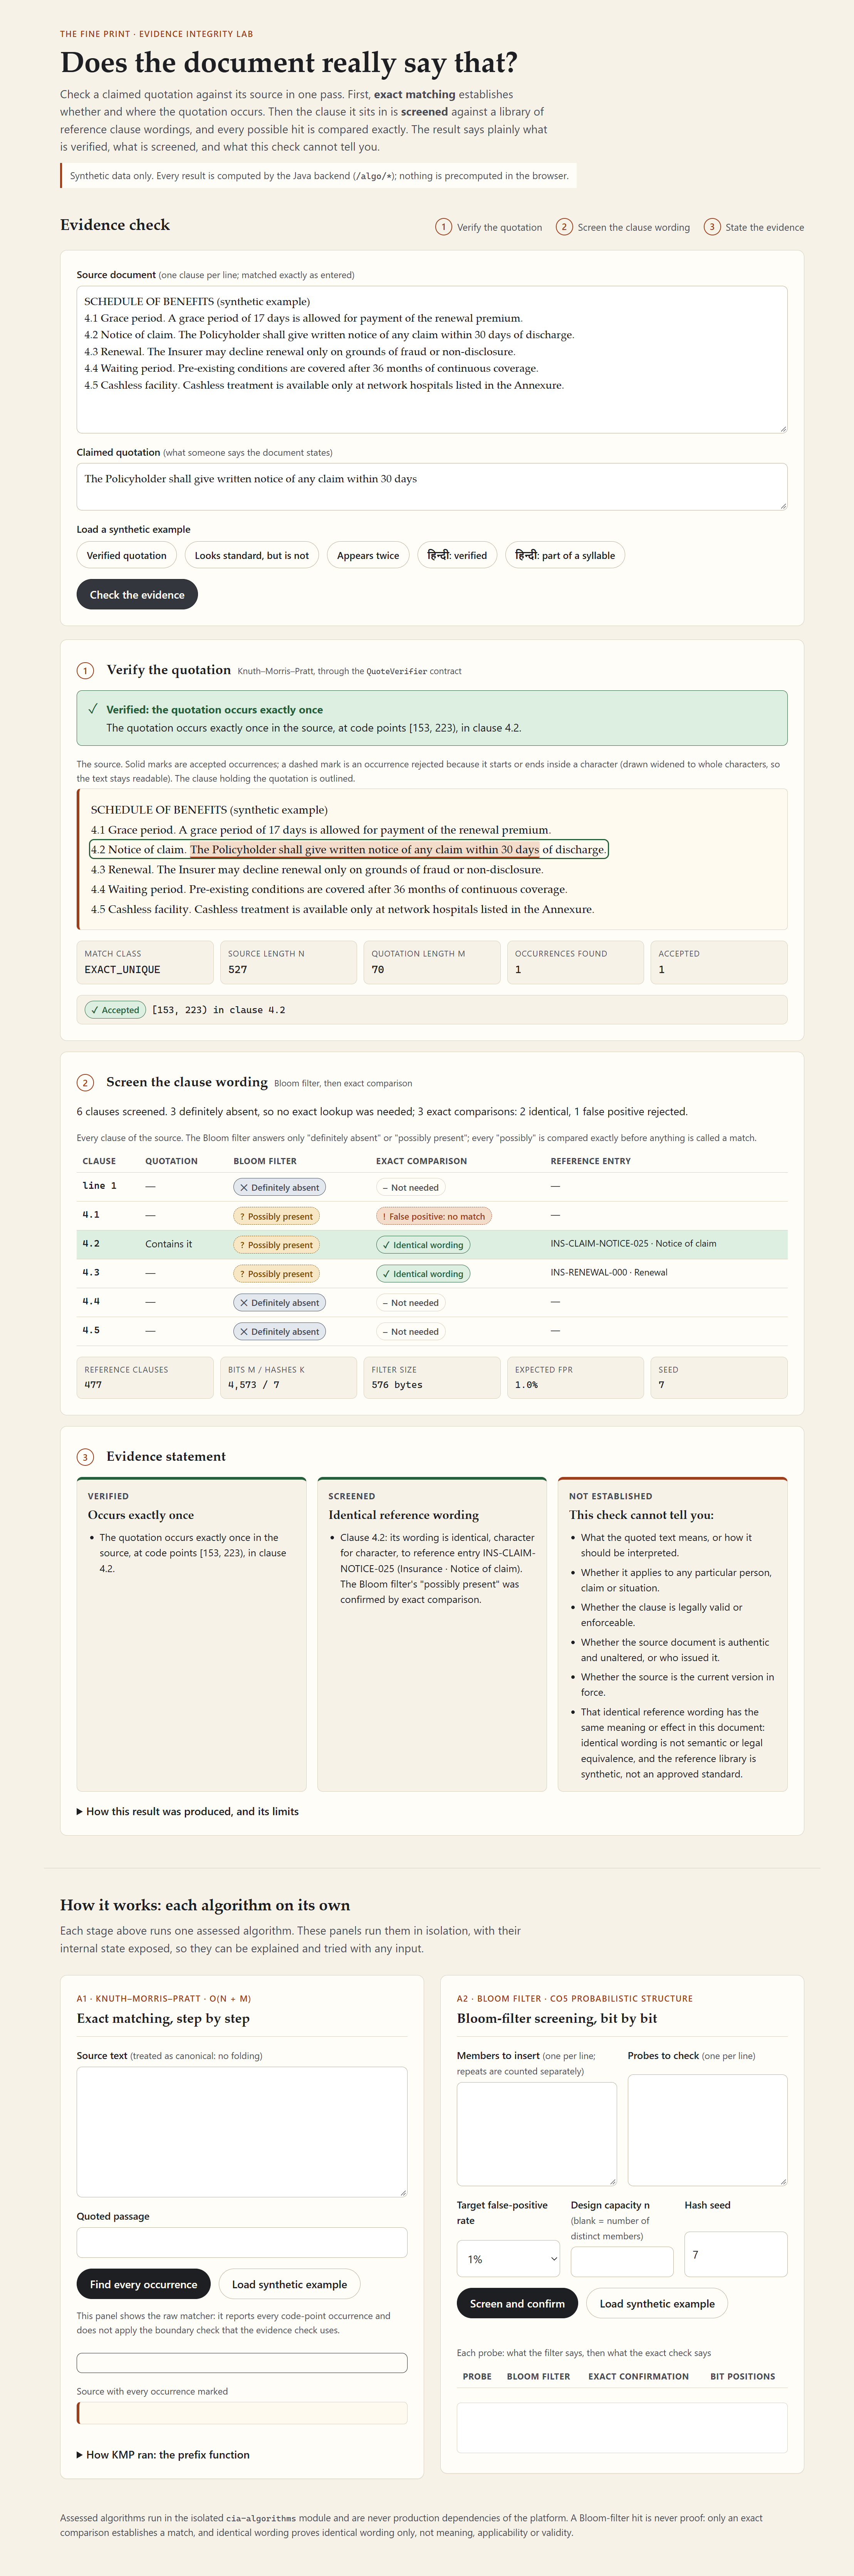 THE FINE PRINT · EVIDENCE INTEGRITY LAB
Does the document really say that?
Check a claimed quotation against its source in one pass. First, exact matching establishes
whether and where the quotation occurs. Then the clause it sits in is screened against a library of
reference clause wordings, and every possible hit is compared exactly. The result says plainly what
is verified, what is screened, and what this check cannot tell you.
Synthetic data only. Every result is computed by the Java backend (/algo/*); nothing is precomputed in the browser.
Evidence check
1 Verify the quotation 2 Screen the clause wording 3 State the evidence
Source document (one clause per line; matched exactly as entered)
SCHEDULE OF BENEFITS (synthetic example)
4.1 Grace period. A grace period of 17 days is allowed for payment of the renewal premium.
4.2 Notice of claim. The Policyholder shall give written notice of any claim within 30 days of discharge.
4.3 Renewal. The Insurer may decline renewal only on grounds of fraud or non-disclosure.
4.4 Waiting period. Pre-existing conditions are covered after 36 months of continuous coverage.
4.5 Cashless facility. Cashless treatment is available only at network hospitals listed in the Annexure.
Claimed quotation (what someone says the document states)
The Policyholder shall give written notice of any claim within 30 days
Load a synthetic example
Verified quotation Looks standard, but is not Appears twice हिन्दी: verified हिन्दी: part of a syllable
Check the evidence
1 Verify the quotation Knuth–Morris–Pratt, through the QuoteVerifier contract
✓ Verified: the quotation occurs exactly once
The quotation occurs exactly once in the source, at code points [153, 223), in clause 4.2.
The source. Solid marks are accepted occurrences; a dashed mark is an occurrence rejected because it starts or ends inside a character (drawn widened to whole characters, so
the text stays readable). The clause holding the quotation is outlined.
SCHEDULE OF BENEFITS (synthetic example)
4.1 Grace period. A grace period of 17 days is allowed for payment of the renewal premium.
4.2 Notice of claim. The Policyholder shall give written notice of any claim within 30 days of discharge.
4.3 Renewal. The Insurer may decline renewal only on grounds of fraud or non-disclosure.
4.4 Waiting period. Pre-existing conditions are covered after 36 months of continuous coverage.
4.5 Cashless facility. Cashless treatment is available only at network hospitals listed in the Annexure.
MATCH CLASS SOURCE LENGTH N QUOTATION LENGTH M OCCURRENCES FOUND ACCEPTED
EXACT_UNIQUE 527 70 1 1
✓ Accepted [153, 223) in clause 4.2
2 Screen the clause wording Bloom filter, then exact comparison
6 clauses screened. 3 definitely absent, so no exact lookup was needed; 3 exact comparisons: 2 identical, 1 false positive rejected.
Every clause of the source. The Bloom filter answers only "definitely absent" or "possibly present"; every "possibly" is compared exactly before anything is called a match.
CLAUSE QUOTATION BLOOM FILTER EXACT COMPARISON REFERENCE ENTRY
line 1 — ✕ Definitely absent – Not needed —
4.1 — ? Possibly present ! False positive: no match —
4.2 Contains it ? Possibly present ✓ Identical wording INS-CLAIM-NOTICE-025 · Notice of claim
4.3 — ? Possibly present ✓ Identical wording INS-RENEWAL-000 · Renewal
4.4 — ✕ Definitely absent – Not needed —
4.5 — ✕ Definitely absent – Not needed —
REFERENCE CLAUSES BITS M / HASHES K FILTER SIZE EXPECTED FPR SEED
477 4,573 / 7 576 bytes 1.0% 7
3 Evidence statement
VERIFIED
Occurs exactly once
• The quotation occurs exactly once in the
source, at code points [153, 223), in clause
4.2.
SCREENED
Identical reference wording
• Clause 4.2: its wording is identical, character
for character, to reference entry INS-CLAIM-
NOTICE-025 (Insurance · Notice of claim).
The Bloom filter's "possibly present" was
confirmed by exact comparison.
NOT ESTABLISHED
This check cannot tell you:
• What the quoted text means, or how it
should be interpreted.
• Whether it applies to any particular person,
claim or situation.
• Whether the clause is legally valid or
enforceable.
• Whether the source document is authentic
and unaltered, or who issued it.
• Whether the source is the current version in
force.
• That identical reference wording has the
same meaning or effect in this document:
identical wording is not semantic or legal
equivalence, and the reference library is
synthetic, not an approved standard.
▶ How this result was produced, and its limits
How it works: each algorithm on its own
Each stage above runs one assessed algorithm. These panels run them in isolation, with their
internal state exposed, so they can be explained and tried with any input.
A1 · KNUTH–MORRIS–PRATT · O(N + M)
Exact matching, step by step
Source text (treated as canonical: no folding)
Quoted passage
Find every occurrence Load synthetic example
This panel shows the raw matcher: it reports every code-point occurrence and
does not apply the boundary check that the evidence check uses.
Source with every occurrence marked
▶ How KMP ran: the prefix function
A2 · BLOOM FILTER · CO5 PROBABILISTIC STRUCTURE
Bloom-filter screening, bit by bit
Members to insert (one per line;
repeats are counted separately)
Probes to check (one per line)
Target false-positive
rate
1%
Design capacity n
(blank = number of
distinct members)
Hash seed
7
Screen and confirm Load synthetic example
Each probe: what the filter says, then what the exact check says
PROBE BLOOM FILTER EXACT CONFIRMATION BIT POSITIONS
Assessed algorithms run in the isolated cia-algorithms module and are never production dependencies of the platform. A Bloom-filter hit is never proof: only an exact
comparison establishes a match, and identical wording proves identical wording only, not meaning, applicability or validity.